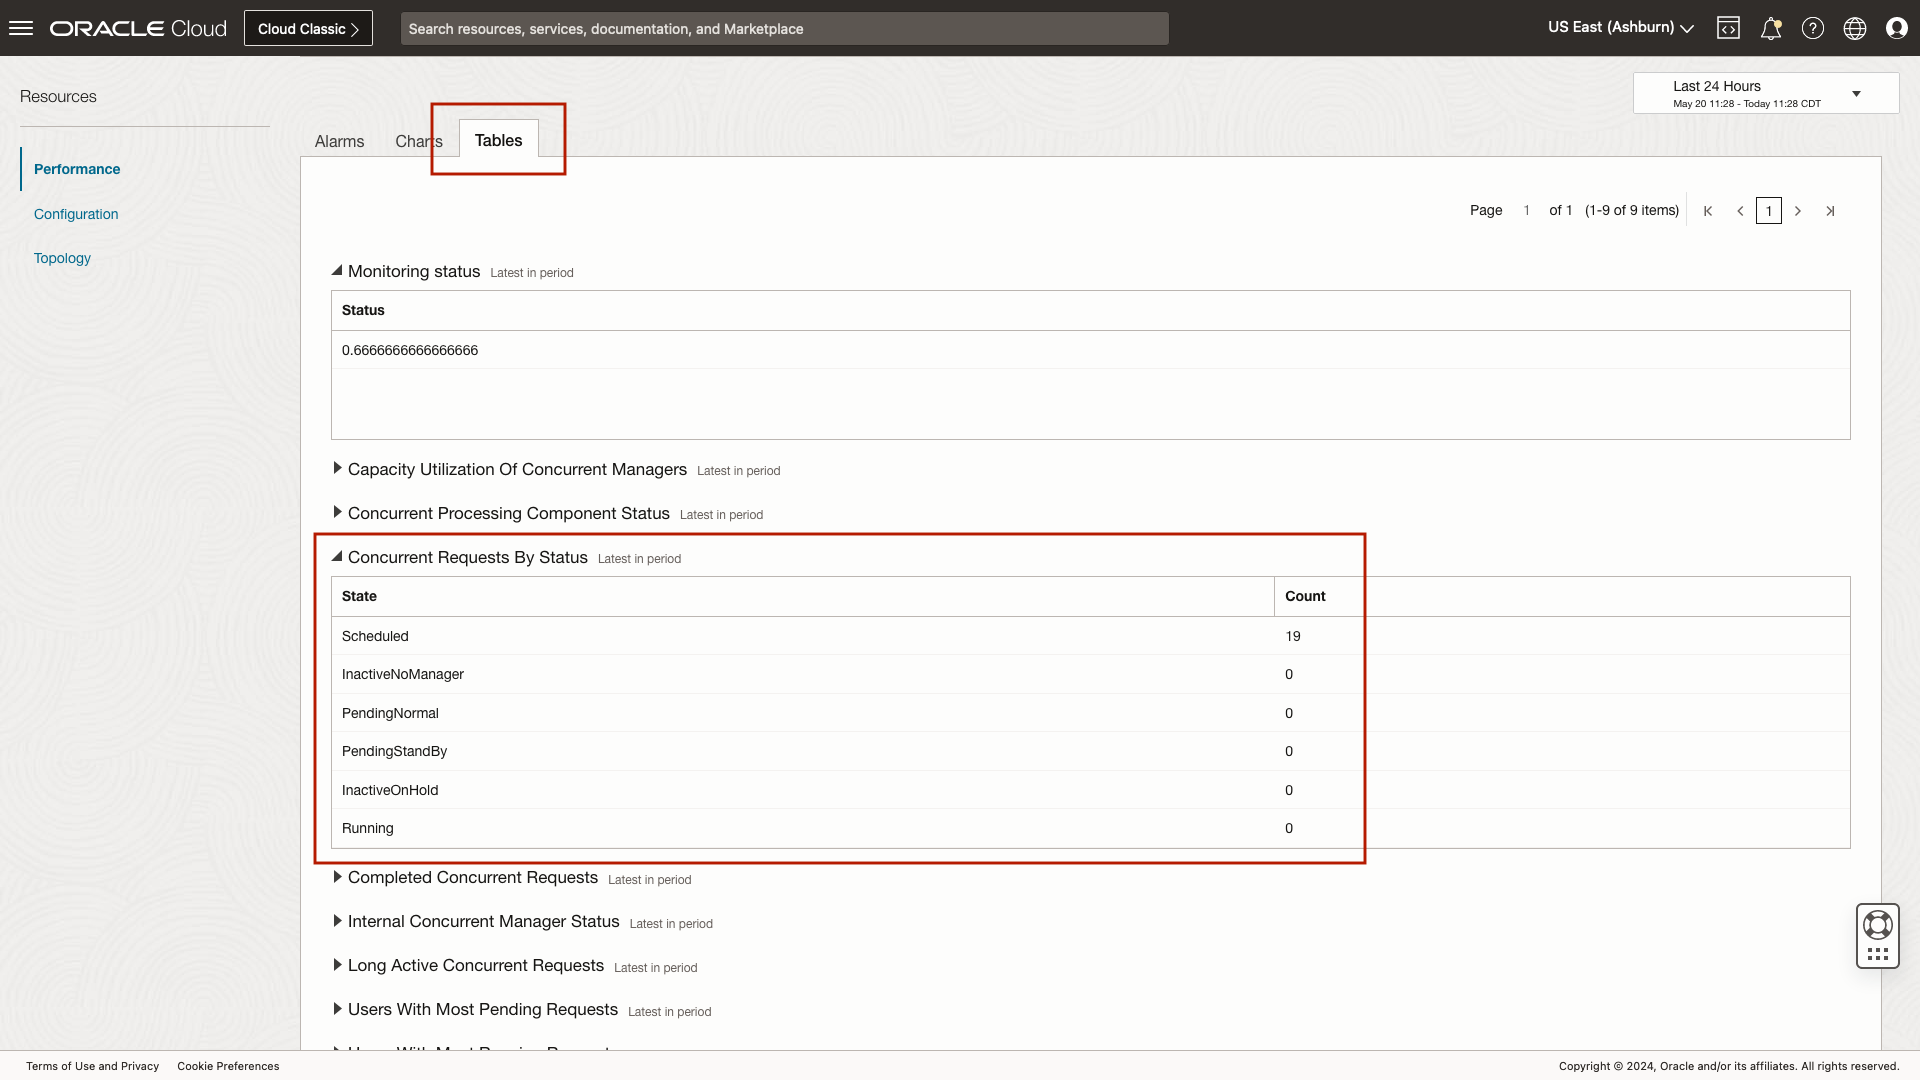 ORACLE Cloud
Cloud Classic
Search resources, services, documentation, and Marketplace
US East (Ashburn)
Resources
Performance
Configuration
Topology
Last 24 Hours
May 20 11:28 - Today 11:28 CDT
Alarms Charts Tables
Page 1 of 1 (1-9 of 9 items) 1
Monitoring status Latest in period
Status
0.6666666666666666
Capacity Utilization Of Concurrent Managers Latest in period
Concurrent Processing Component Status Latest in period
Concurrent Requests By Status Latest in period
State Count
Scheduled 19
InactiveNoManager 0
PendingNormal 0
PendingStandBy 0
InactiveOnHold 0
Running 0
Completed Concurrent Requests Latest in period
Internal Concurrent Manager Status Latest in period
Long Active Concurrent Requests Latest in period
Users With Most Pending Requests Latest in period
Terms of Use and Privacy Cookie Preferences
Copyright © 2024, Oracle and/or its affiliates. All rights reserved.